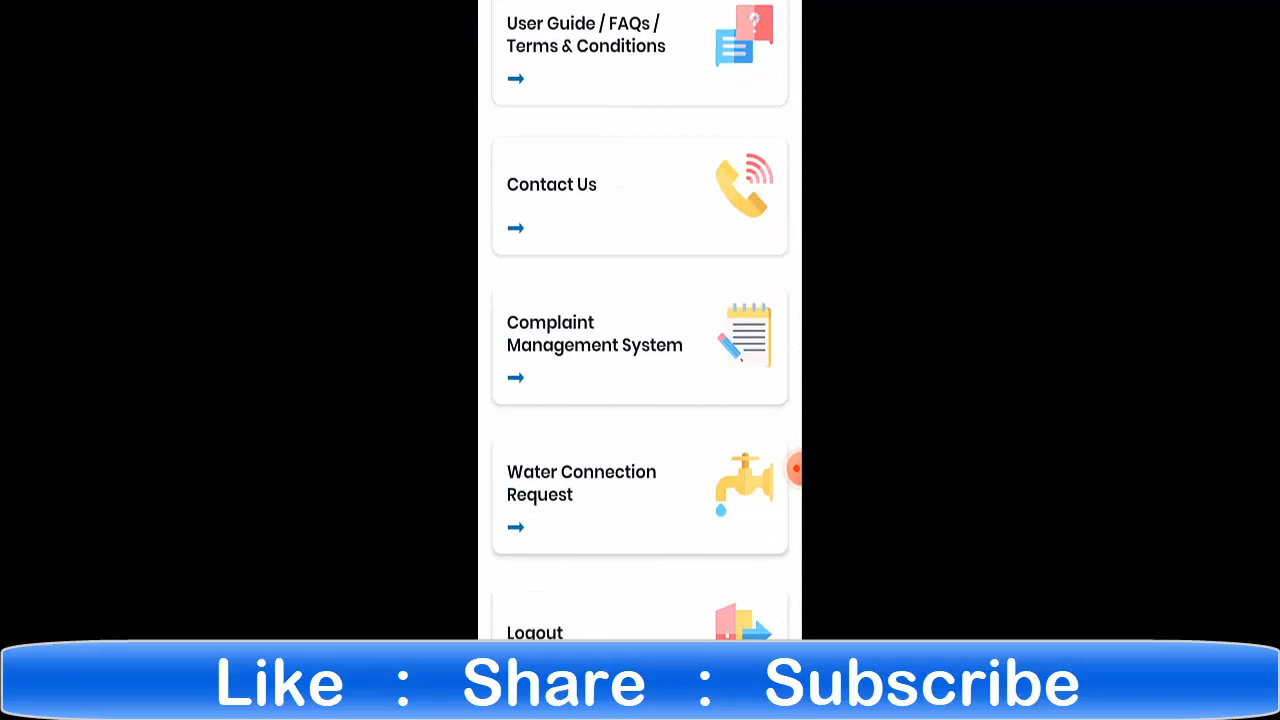 User Guide / FAQs /
Terms & Conditions
Contact Us
Complaint
Management System
Water Connection
Request
Logout
Like : Share : Subscribe